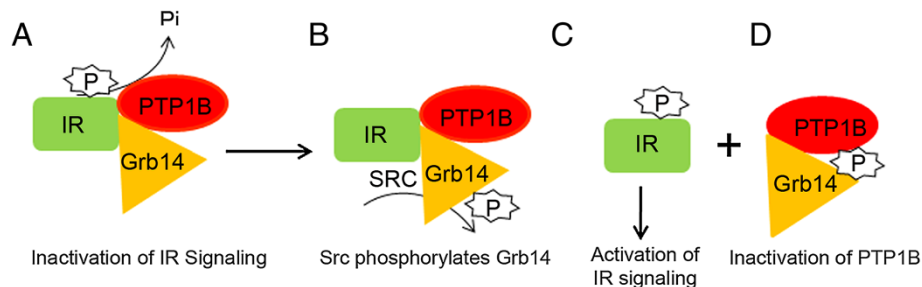 A
B
C
D
Pi
P
PTP1B
IR
Grb14
Inactivation of IR Signaling
IR
PTP1B
Grb14
SRC
P
Src phosphorylates Grb14
P
IR
Activation of
IR signaling
+
PTP1B
P
Grb14
Inactivation of PTP1B